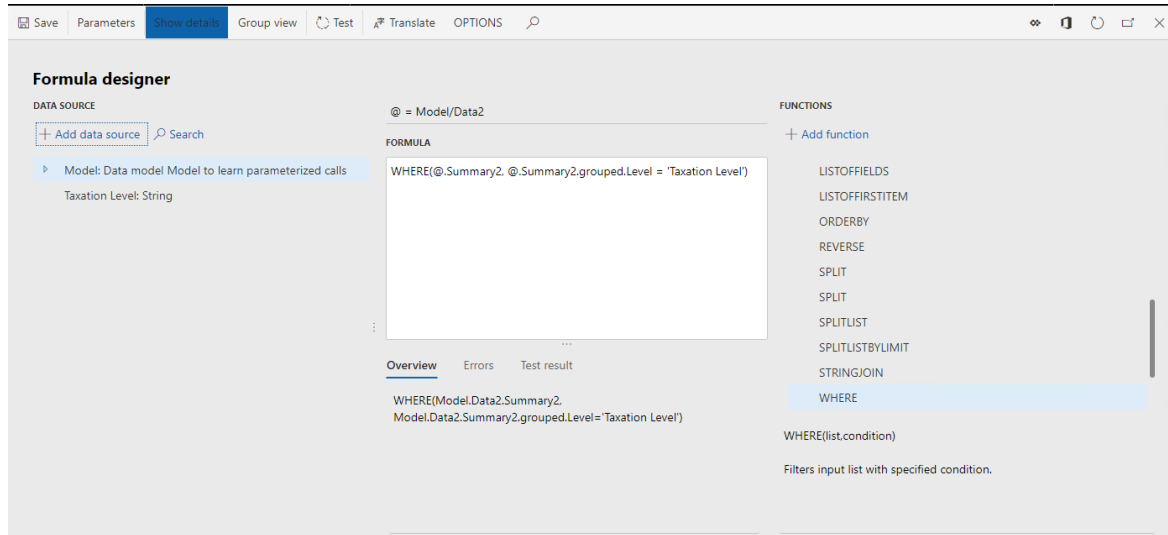 Save Parameters Show details Group view Test Translate OPTIONS
Formula designer
DATA SOURCE
+ Add data source Search
Model: Data model Model to learn parameterized calls
Taxation Level: String
@ = Model/Data2
FORMULA
WHERE(@.Summary2, @.Summary2.grouped.Level = 'Taxation Level')
Overview Errors Test result
WHERE(Model.Data2.Summary2,
Model.Data2.Summary2.grouped.Level='Taxation Level')
FUNCTIONS
+ Add function
LISTOFFIELDS
LISTOFFIRSTITEM
ORDERBY
REVERSE
SPLIT
SPLIT
SPLITLIST
SPLITLISTBYLIMIT
STRINGJOIN
WHERE
WHERE(list,condition)
Filters input list with specified condition.